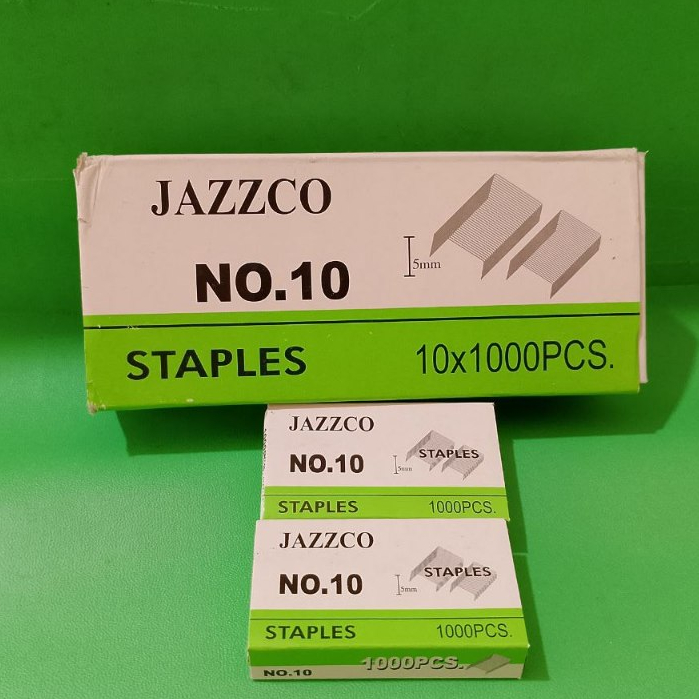 JAZZCO
5mm
NO.10
STAPLES 10x1000PCS.
JAZZCO
STAPLES
NO.10
5mm
STAPLES 1000PCS.
JAZZCO
STAPLES
NO.10
5mm
STAPLES 1000PCS.
NO.10 1000PCS.